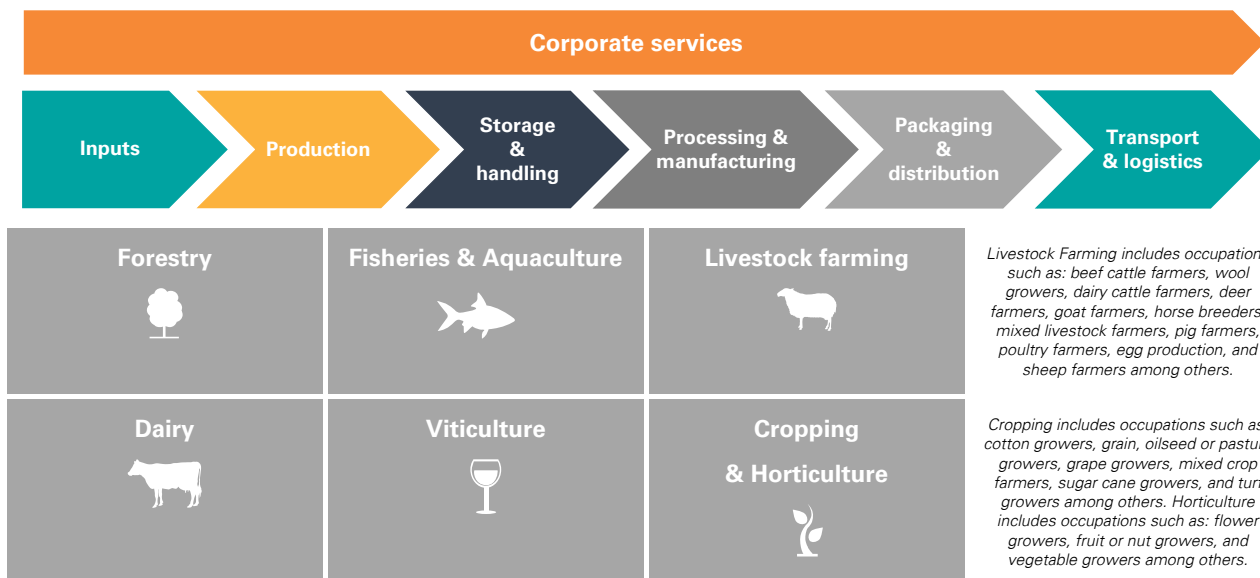 Corporate services
Inputs
Production
Storage
&
handling
Processing &
manufacturing
Packaging
&
distribution
Transport
& logistics
Forestry
Fisheries & Aquaculture
Livestock farming
Livestock Farming includes occupation
such as: beef cattle farmers, wool
growers, dairy cattle farmers, deer
farmers, goat farmers, horse breeders
mixed livestock farmers, pig farmers,
poultry farmers, egg production, and
sheep farmers among others.
Dairy
Viticulture
Cropping
& Horticulture
Cropping includes occupations such as
cotton growers, grain, oilseed or pastur
growers, grape growers, mixed crop
farmers, sugar cane growers, and turf
growers among others. Horticulture
includes occupations such as: flower
growers, fruit or nut growers, and
vegetable growers among others.